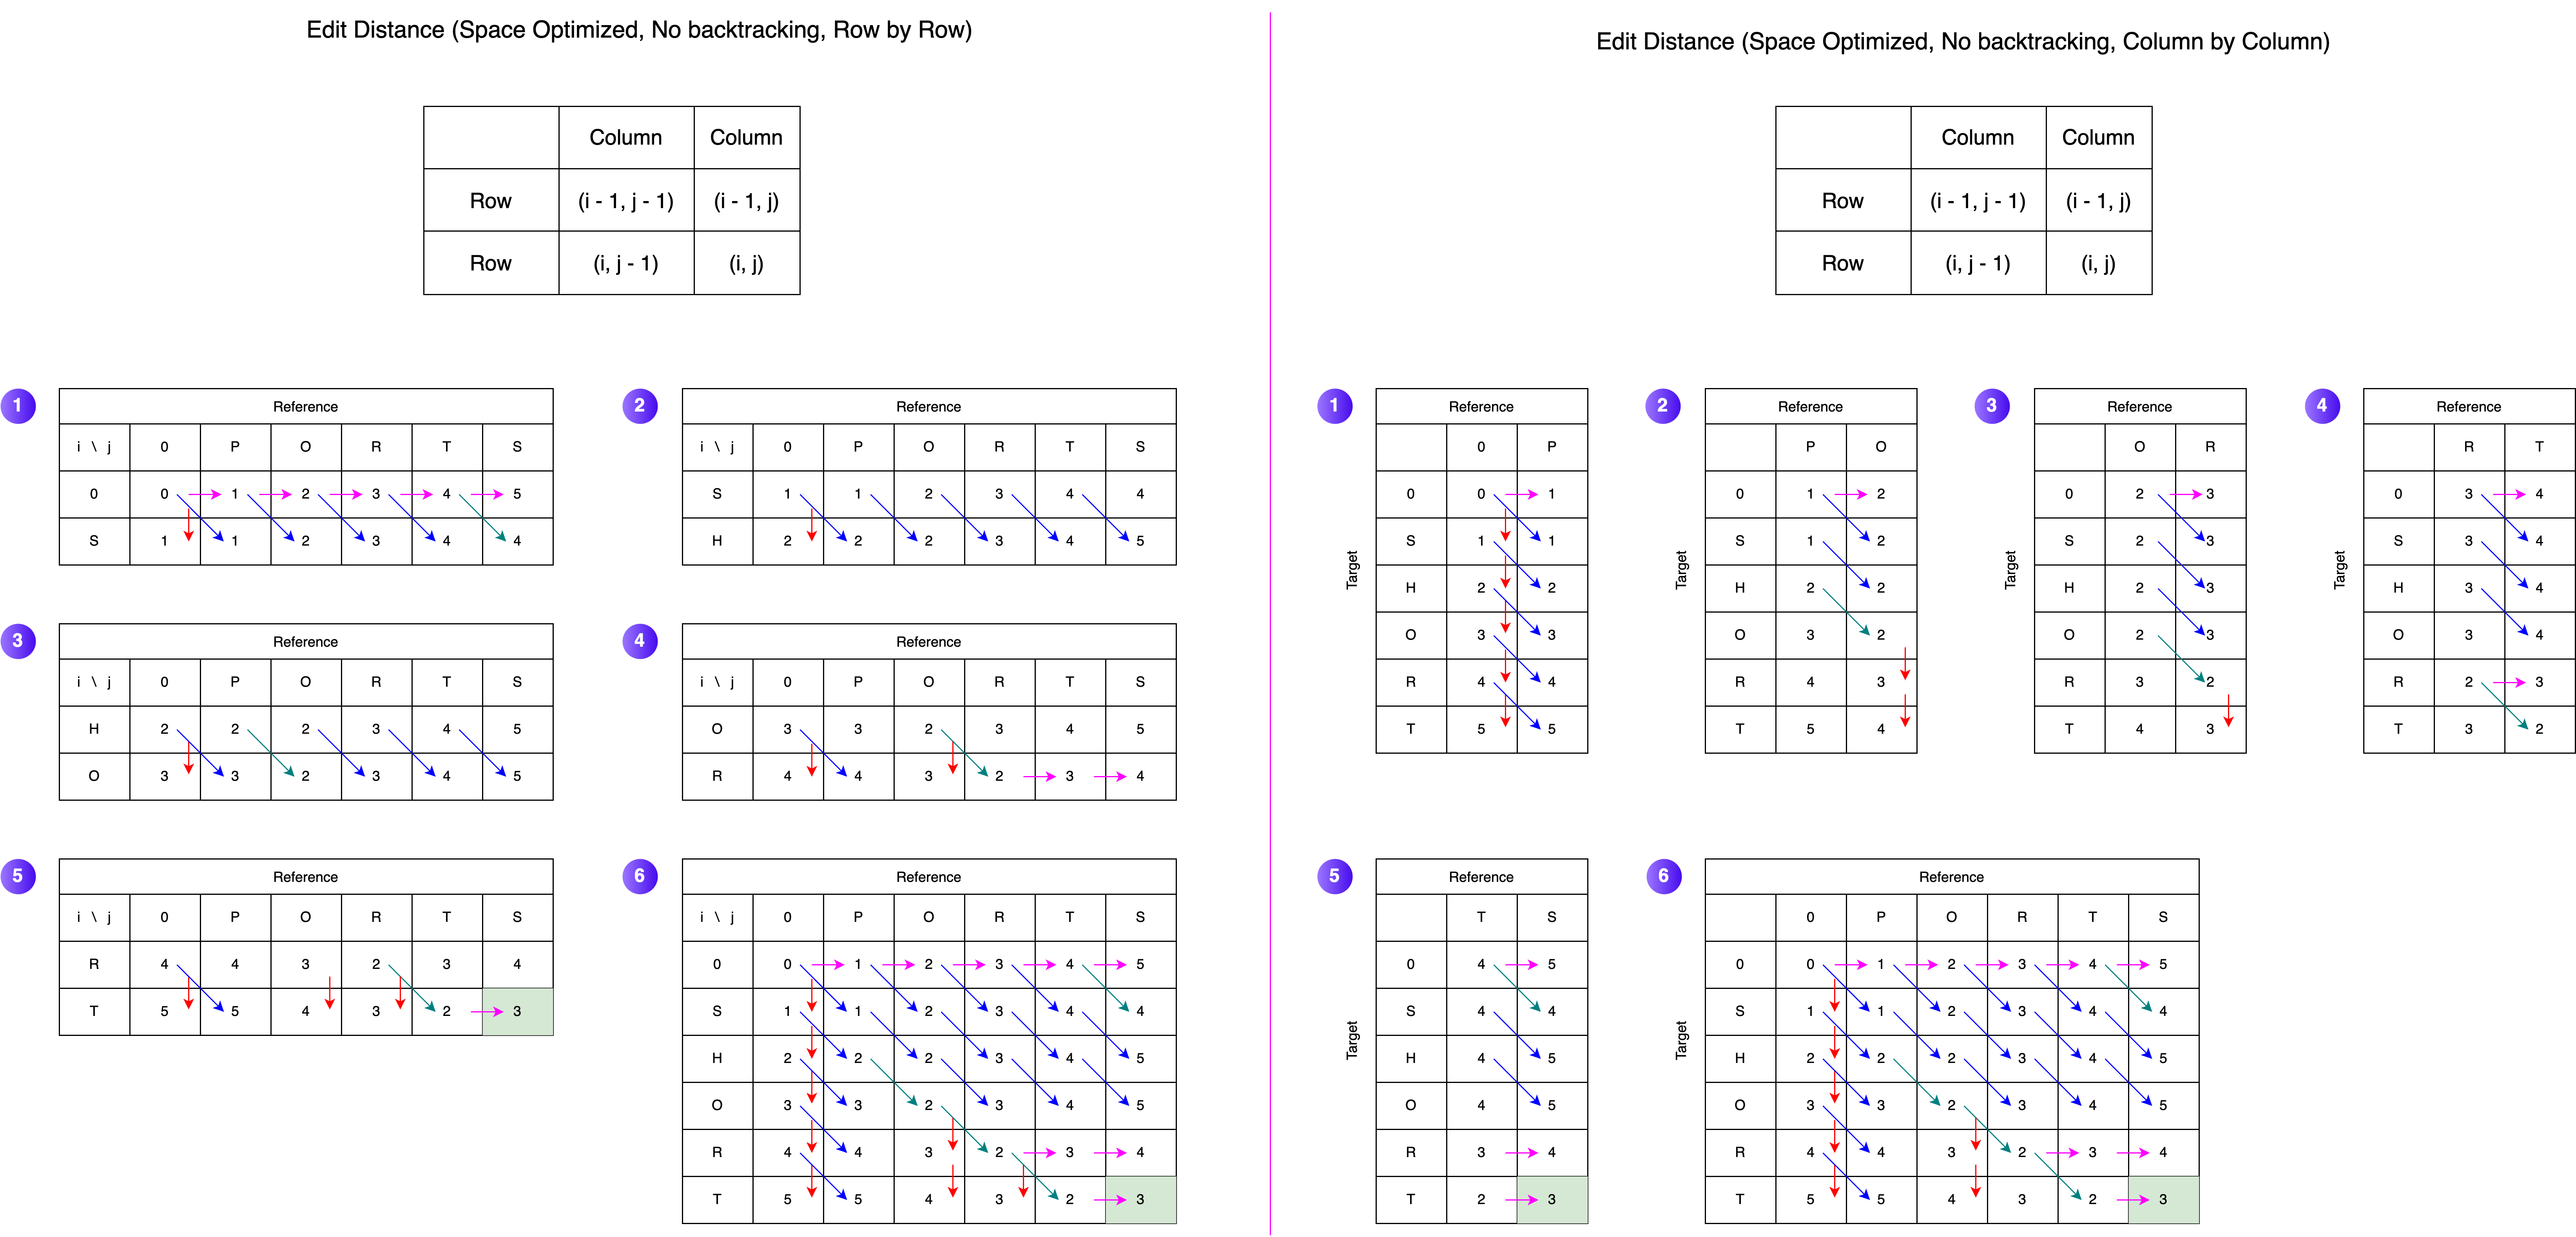 Edit Distance (Space Optimized, No backtracking, Row by Row)
Column Column
Row (i - 1, j - 1) (i - 1, j)
Row (i, j - 1) (i, j)
1
Reference
i \ j 0 P O R T S
0 0 1 2 3 4 5
S 1 1 2 3 4 4
2
Reference
i \ j 0 P O R T S
S 1 1 2 3 4 4
H 2 2 2 3 4 5
3
Reference
i \ j 0 P O R T S
H 2 2 2 3 4 5
O 3 3 2 3 4 5
4
Reference
i \ j 0 P O R T S
O 3 3 2 3 4 5
R 4 4 3 2 3 4
5
Reference
i \ j 0 P O R T S
R 4 4 3 2 3 4
T 5 5 4 3 2 3
6
Reference
i \ j 0 P O R T S
0 0 1 2 3 4 5
S 1 1 2 3 4 4
H 2 2 2 3 4 5
O 3 3 2 3 4 5
R 4 4 3 2 3 4
T 5 5 4 3 2 3
Edit Distance (Space Optimized, No backtracking, Column by Column)
Column Column
Row (i - 1, j - 1) (i - 1, j)
Row (i, j - 1) (i, j)
1
Reference
Target
0 P
0 0 1
S 1 1
H 2 2
O 3 3
R 4 4
T 5 5
2
Reference
Target
P O
0 1 2
S 1 2
H 2 2
O 3 2
R 4 3
T 5 4
3
Reference
Target
O R
0 2 3
S 2 3
H 2 3
O 2 3
R 3 2
T 4 3
4
Reference
Target
R T
0 3 4
S 3 4
H 3 4
O 3 4
R 2 3
T 3 2
5
Reference
Target
T S
0 4 5
S 4 4
H 4 5
O 4 5
R 3 4
T 2 3
6
Reference
Target
0 P O R T S
0 0 1 2 3 4 5
S 1 1 2 3 4 4
H 2 2 2 3 4 5
O 3 3 2 3 4 5
R 4 4 3 2 3 4
T 5 5 4 3 2 3